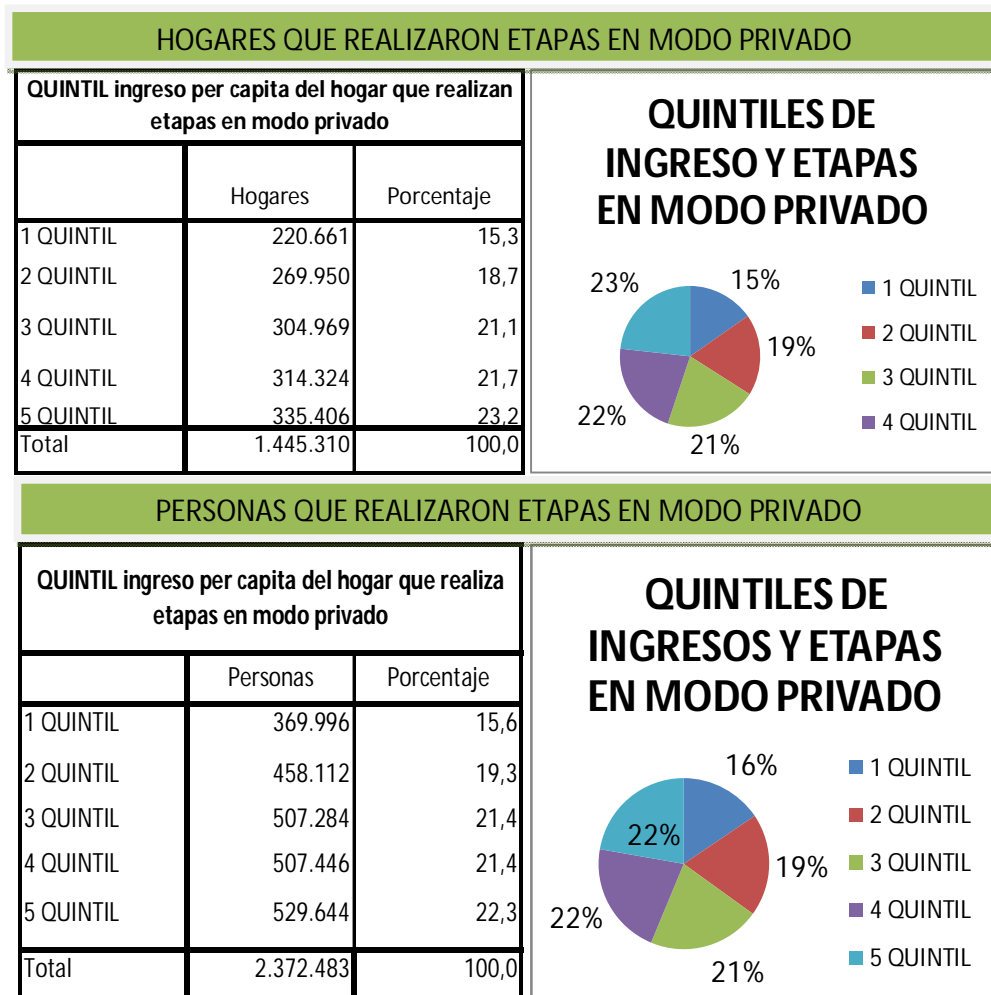 HOGARES QUE REALIZARON ETAPAS EN MODO PRIVADO
QUINTIL ingreso per capita del hogar que realizan
etapas en modo privado
Hogares Porcentaje
1 QUINTIL 220.661 15,3
2 QUINTIL 269.950 18,7
3 QUINTIL 304.969 21,1
4 QUINTIL 314.324 21,7
5 QUINTIL 335.406 23,2
Total 1.445.310 100,0
QUINTILES DE
INGRESO Y ETAPAS
EN MODO PRIVADO
23% 15%
19%
22%
21%
1 QUINTIL
2 QUINTIL
3 QUINTIL
4 QUINTIL
PERSONAS QUE REALIZARON ETAPAS EN MODO PRIVADO
QUINTIL ingreso per capita del hogar que realiza
etapas en modo privado
Personas Porcentaje
1 QUINTIL 369.996 15,6
2 QUINTIL 458.112 19,3
3 QUINTIL 507.284 21,4
4 QUINTIL 507.446 21,4
5 QUINTIL 529.644 22,3
Total 2.372.483 100,0
QUINTILES DE
INGRESOS Y ETAPAS
EN MODO PRIVADO
16%
22%
19%
22%
21%
1 QUINTIL
2 QUINTIL
3 QUINTIL
4 QUINTIL
5 QUINTIL